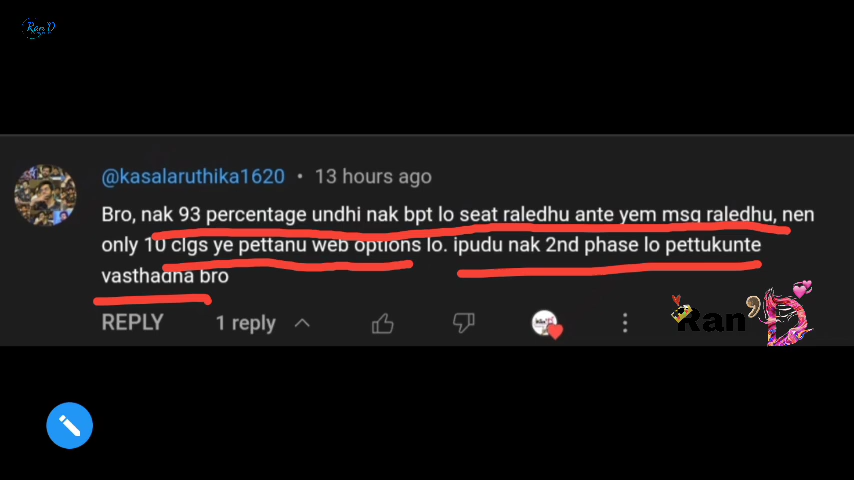 Ran'D
@kasalaruthika1620 • 13 hours ago
Bro, nak 93 percentage undhi nak bpt lo seat raledhu ante yem msg raledhu, nen
only 10 clgs ye pettanu web options lo. ipudu nak 2nd phase lo pettukunte
vasthadha bro
REPLY 1 reply
Ran'D